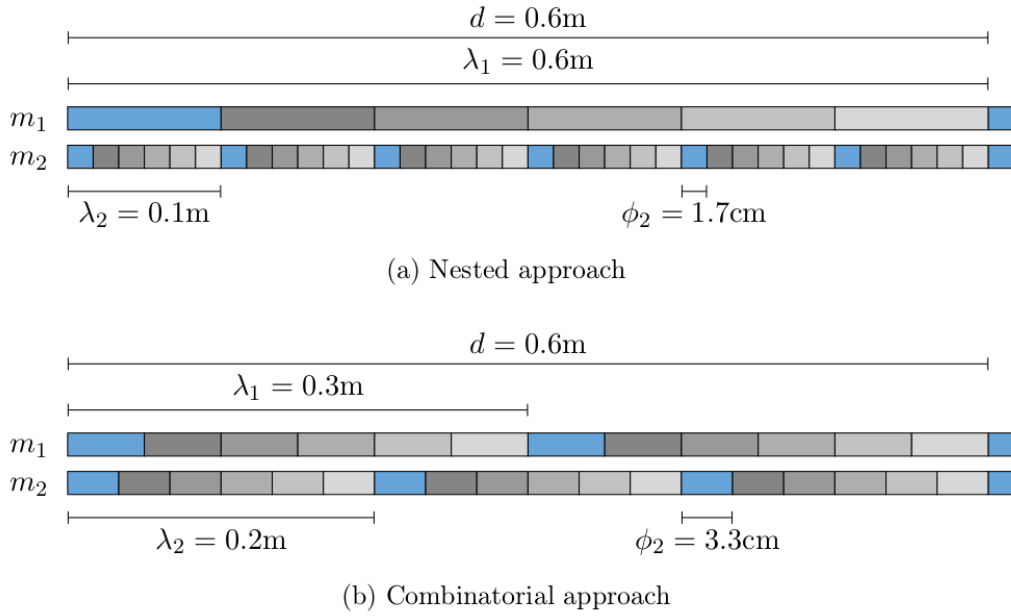 d = 0.6m
λ₁ = 0.6m
m₁
m₂
λ₂ = 0.1m
ϕ₂ = 1.7cm
(a) Nested approach
d = 0.6m
λ₁ = 0.3m
m₁
m₂
λ₂ = 0.2m
ϕ₂ = 3.3cm
(b) Combinatorial approach